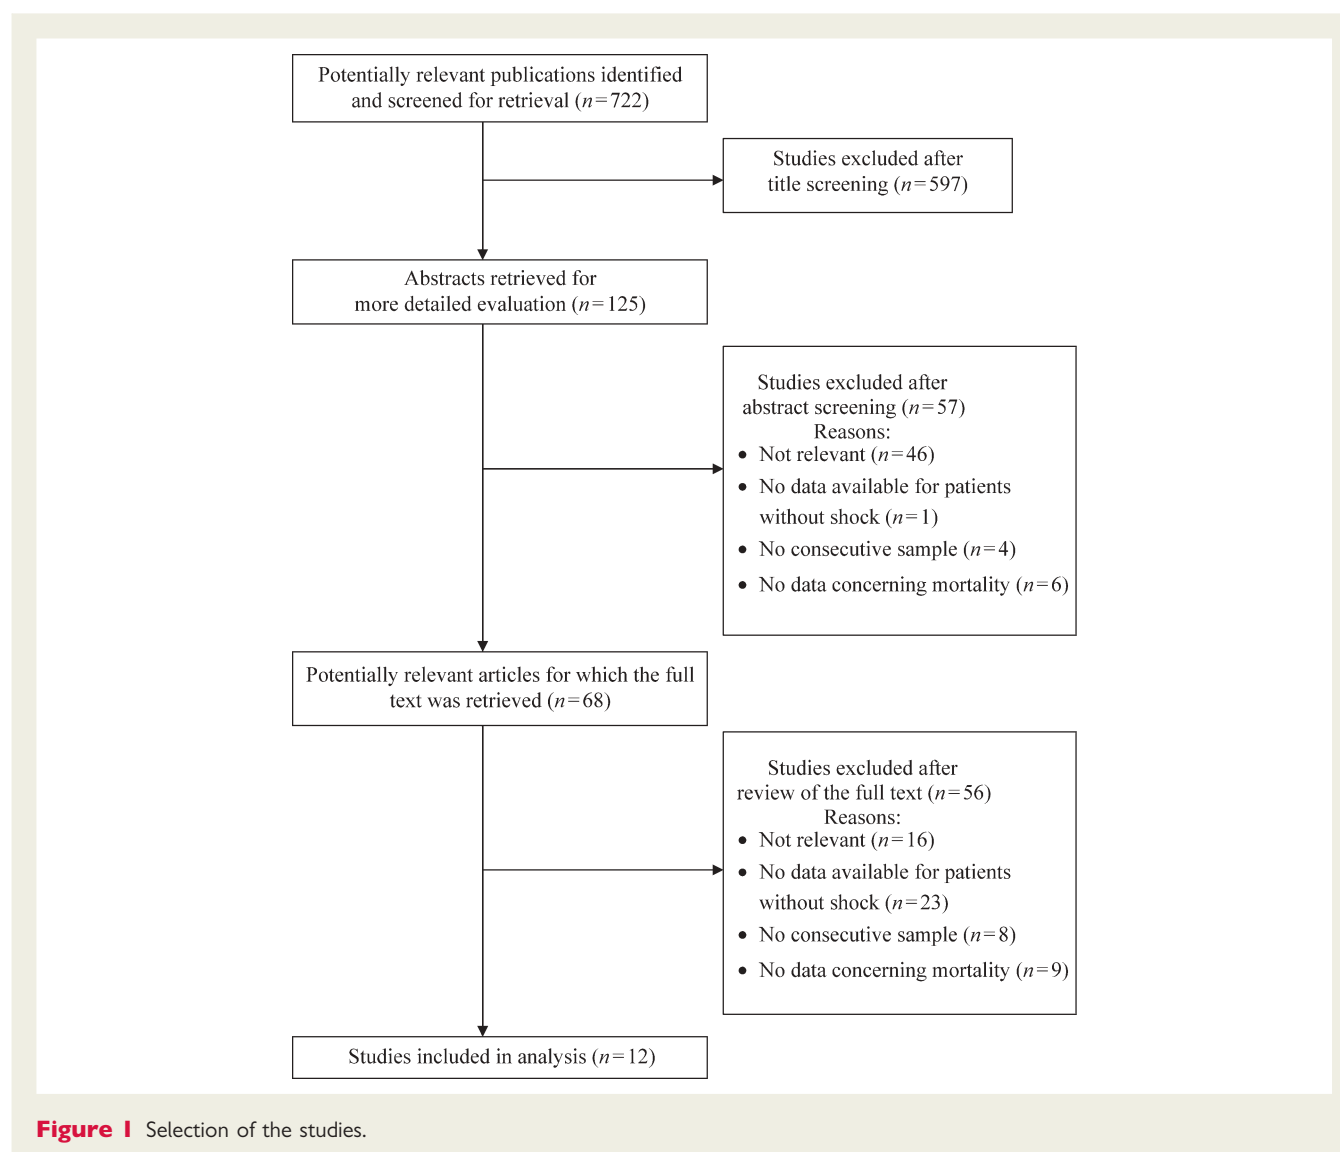 Potentially relevant publications identified
and screened for retrieval (n=722)
Studies excluded after
title screening (n=597)
Abstracts retrieved for
more detailed evaluation (n=125)
Studies excluded after
abstract screening (n=57)
Reasons:
• Not relevant (n=46)
• No data available for patients
without shock (n=1)
• No consecutive sample (n=4)
• No data concerning mortality (n=6)
Potentially relevant articles for which the full
text was retrieved (n=68)
Studies excluded after
review of the full text (n=56)
Reasons:
• Not relevant (n=16)
• No data available for patients
without shock (n=23)
• No consecutive sample (n=8)
• No data concerning mortality (n=9)
Studies included in analysis (n=12)
Figure 1 Selection of the studies.